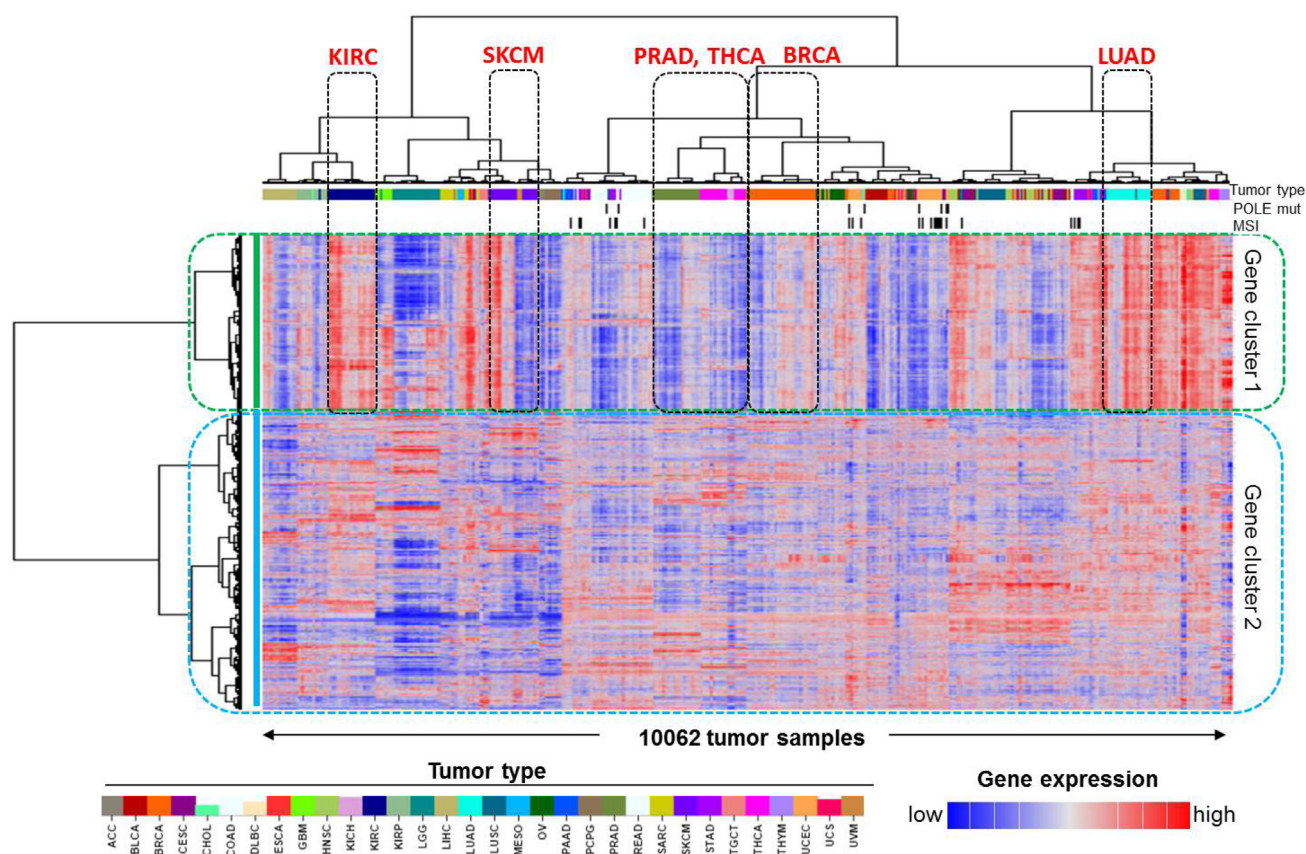 KIRC
SKCM
PRAD, THCA
BRCA
LUAD
Tumor type
POLE mut
MSI
Gene cluster 1
Gene cluster 2
10062 tumor samples
Tumor type
ACC
BLCA
BRCA
CESC
CHOL
COAD
DLBC
ESCA
GBM
HNSC
KICH
KIRC
KIRP
LGG
LIHC
LUAD
LUSC
MESO
OV
PAAD
PCPG
PRAD
READ
SARC
SKCM
STAD
TGCT
THCA
THYM
UCEC
UCS
UVM
Gene expression
low
high